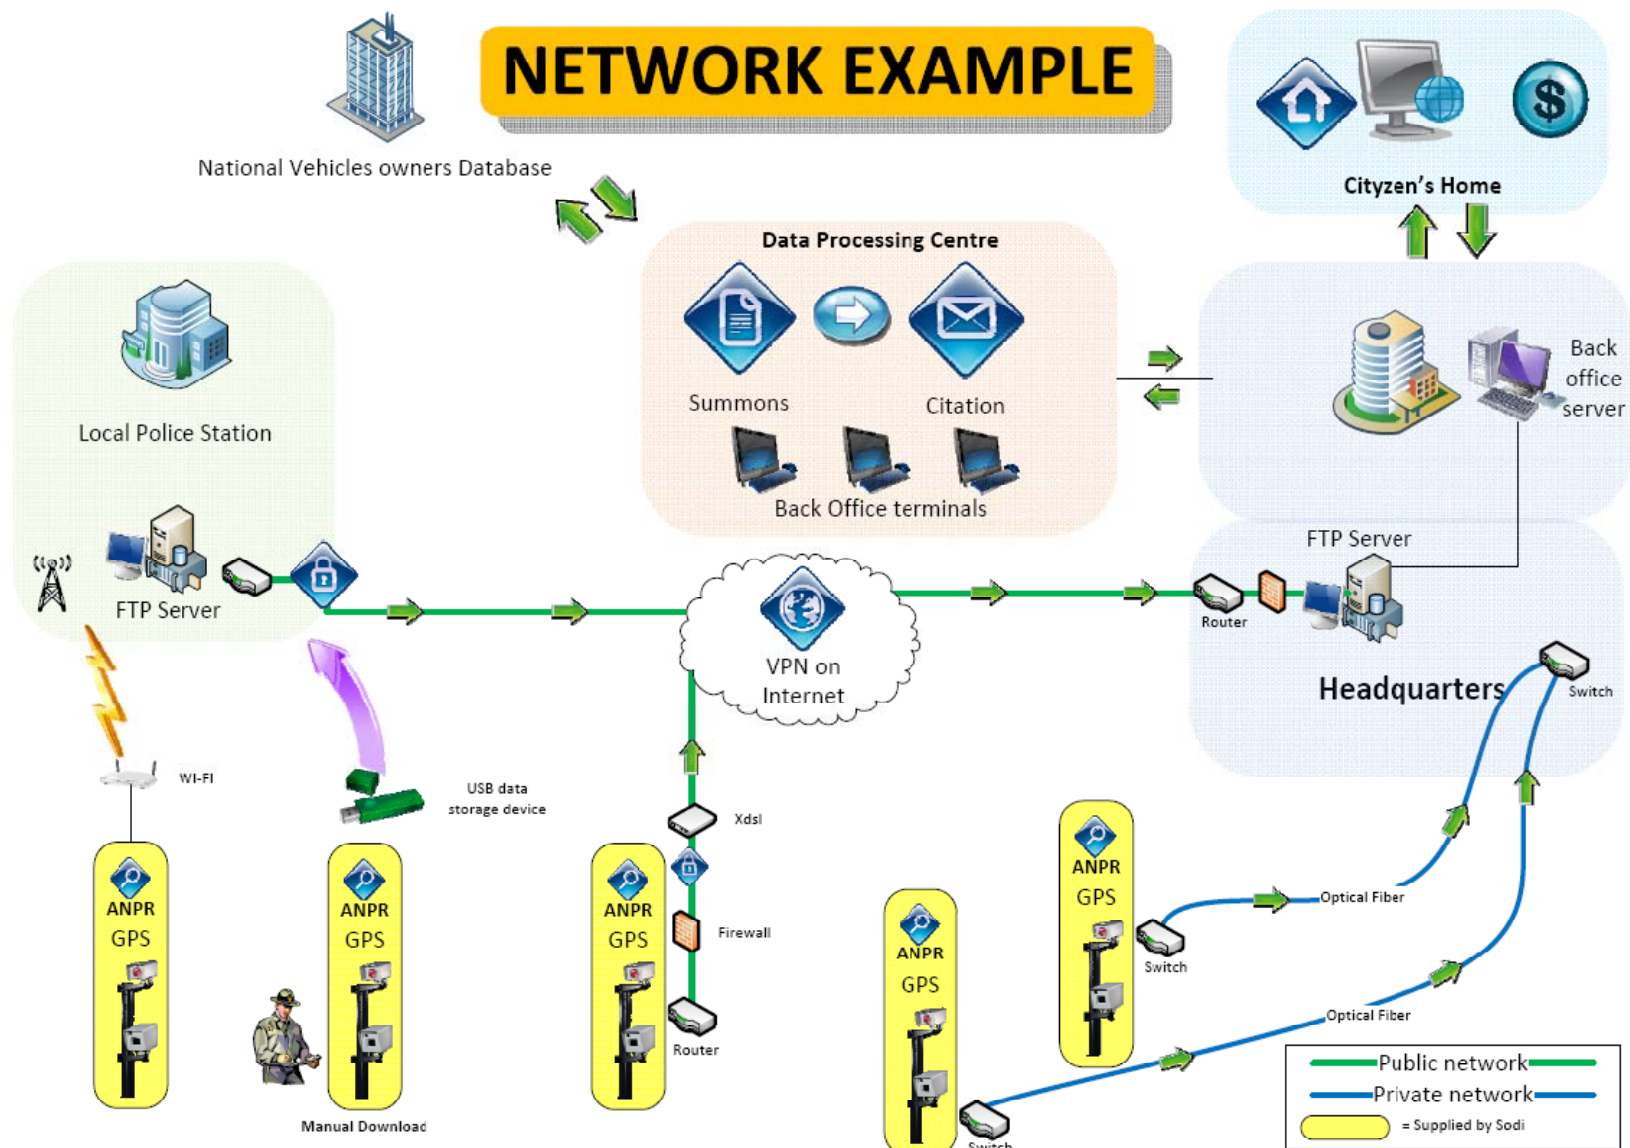 NETWORK EXAMPLE
National Vehicles owners Database
Cityzen's Home
Data Processing Centre
Summons
Citation
Back Office terminals
Back
office
server
Local Police Station
FTP Server
VPN on
Internet
FTP Server
Router
Headquarters
Switch
WI-FI
USB data
storage device
Xdsl
Firewall
Router
ANPR
GPS
ANPR
GPS
Manual Download
ANPR
GPS
ANPR
GPS
Switch
ANPR
GPS
Switch
Optical Fiber
Optical Fiber
Public network
Private network
= Supplied by Sodi